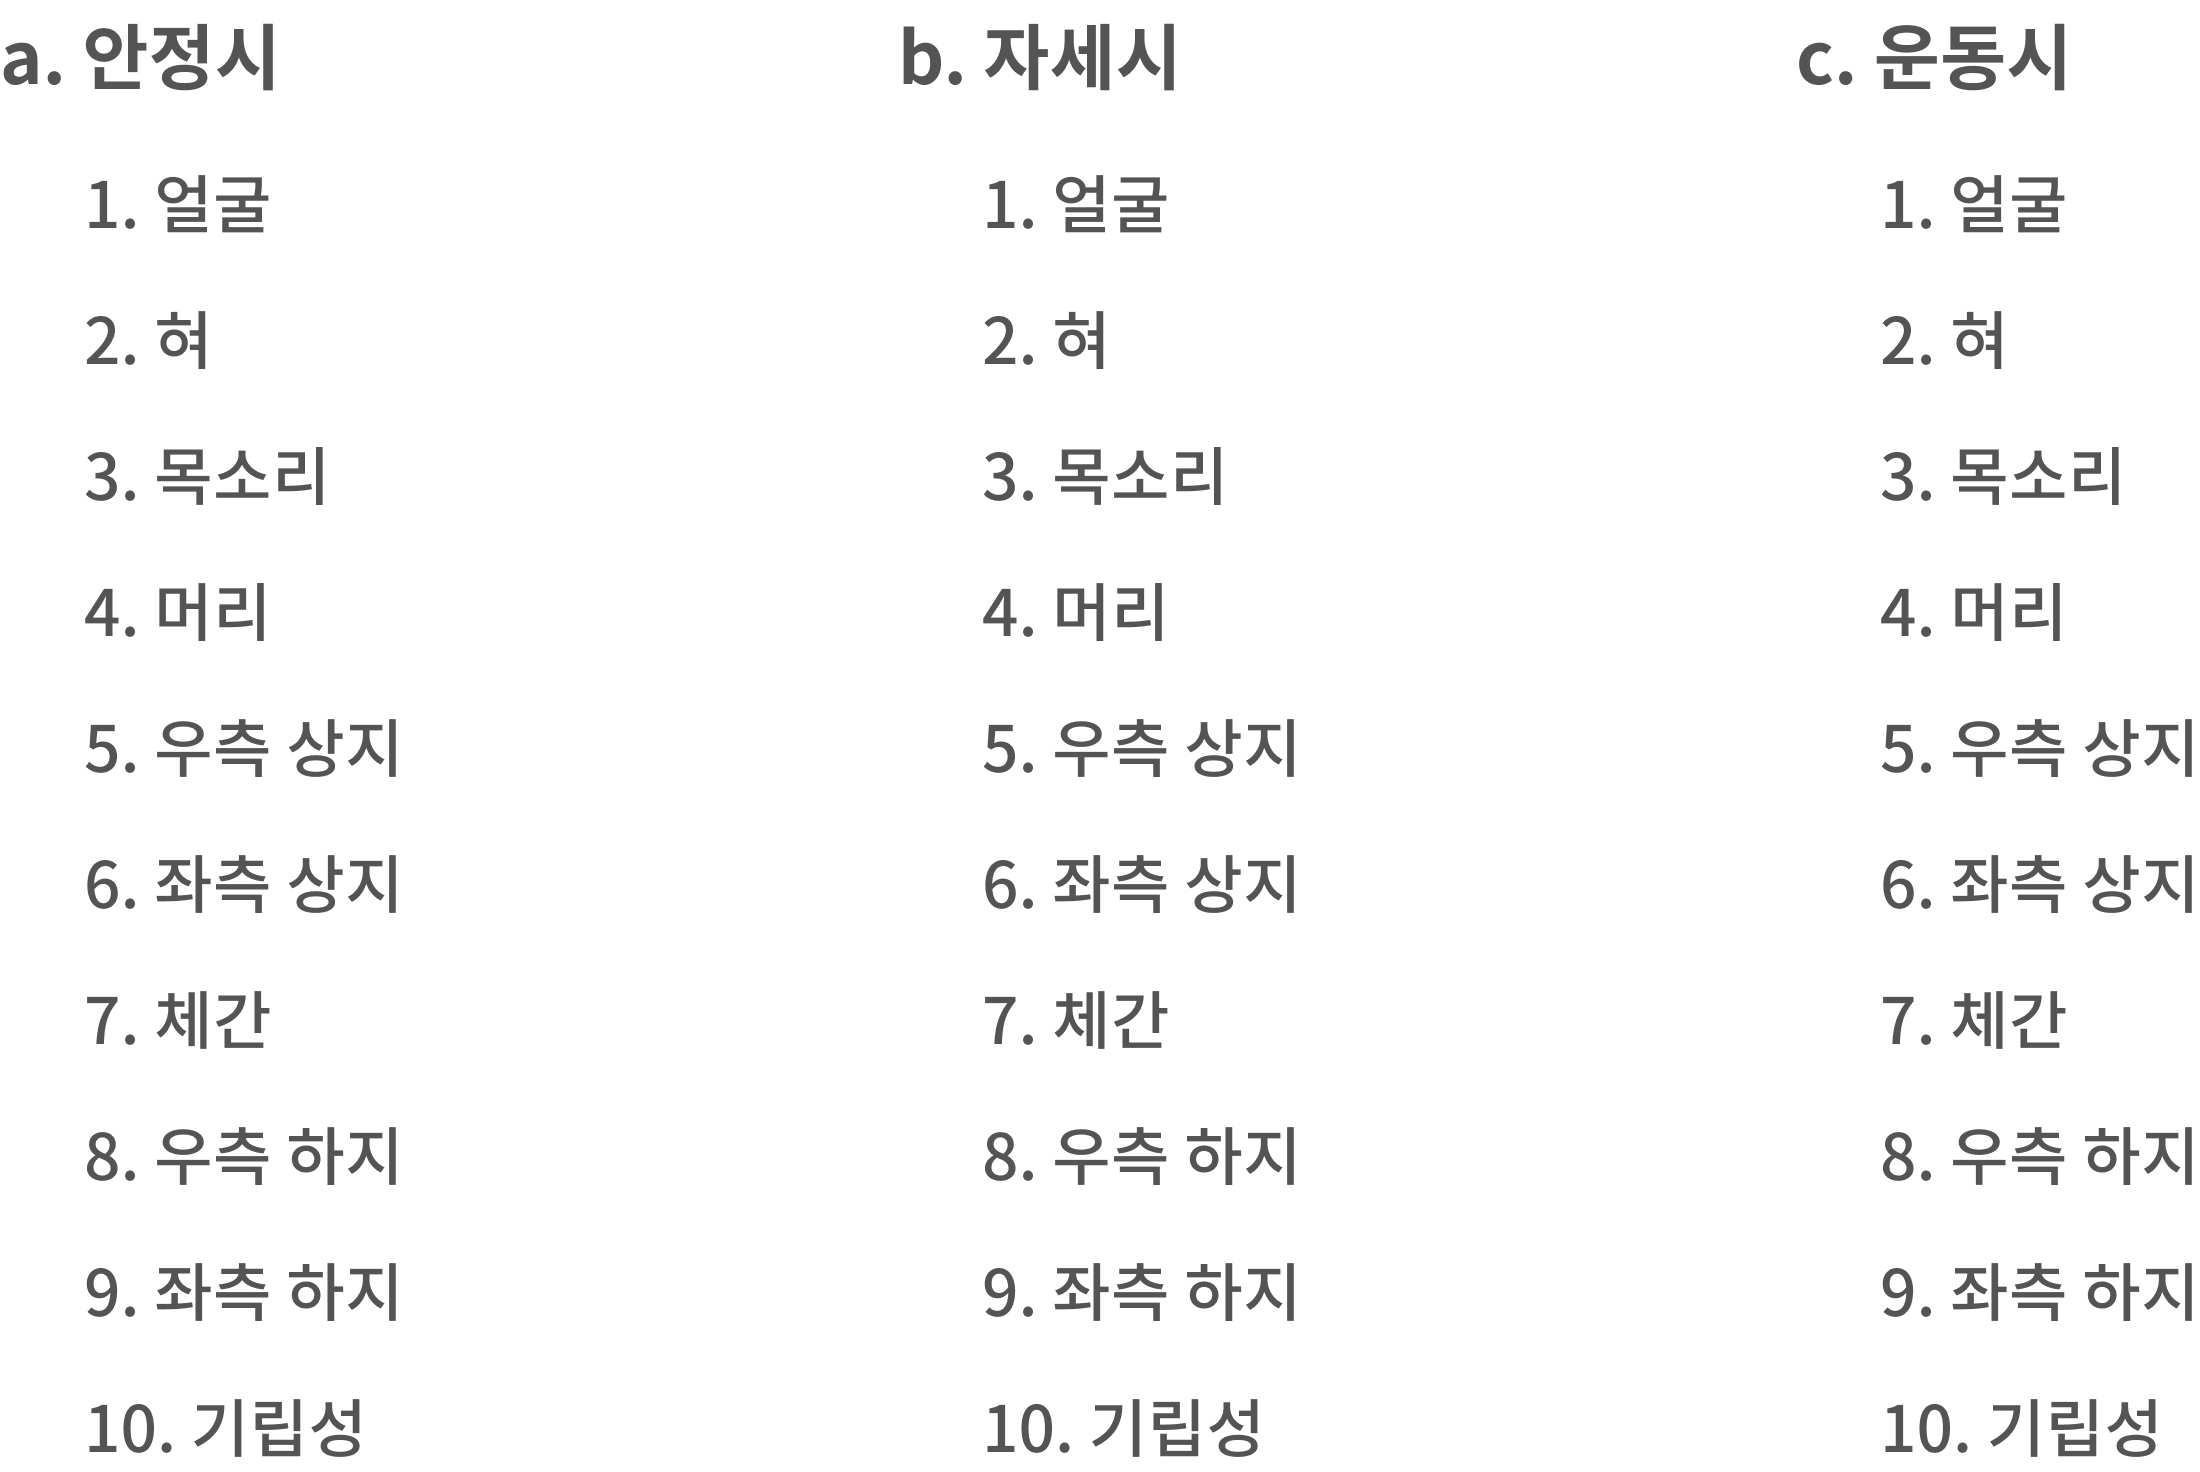 a. 안정시
1. 얼굴
2. 혀
3. 목소리
4. 머리
5. 우측 상지
6. 좌측 상지
7. 체간
8. 우측 하지
9. 좌측 하지
10. 기립성
b. 자세시
1. 얼굴
2. 혀
3. 목소리
4. 머리
5. 우측 상지
6. 좌측 상지
7. 체간
8. 우측 하지
9. 좌측 하지
10. 기립성
c. 운동시
1. 얼굴
2. 혀
3. 목소리
4. 머리
5. 우측 상지
6. 좌측 상지
7. 체간
8. 우측 하지
9. 좌측 하지
10. 기립성